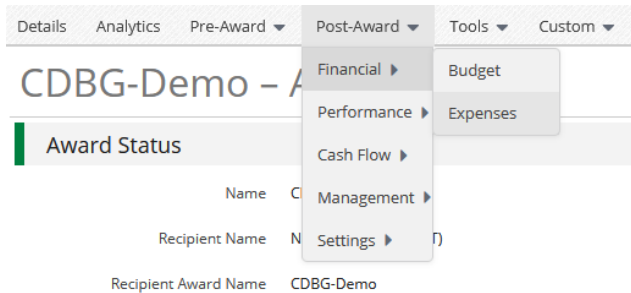 Details Analytics Pre-Award Post-Award Tools Custom
CDBG-Demo –
Financial Budget
Performance Expenses
Award Status
Cash Flow
Name
Management
Recipient Name
Settings
Recipient Award Name CDBG-Demo